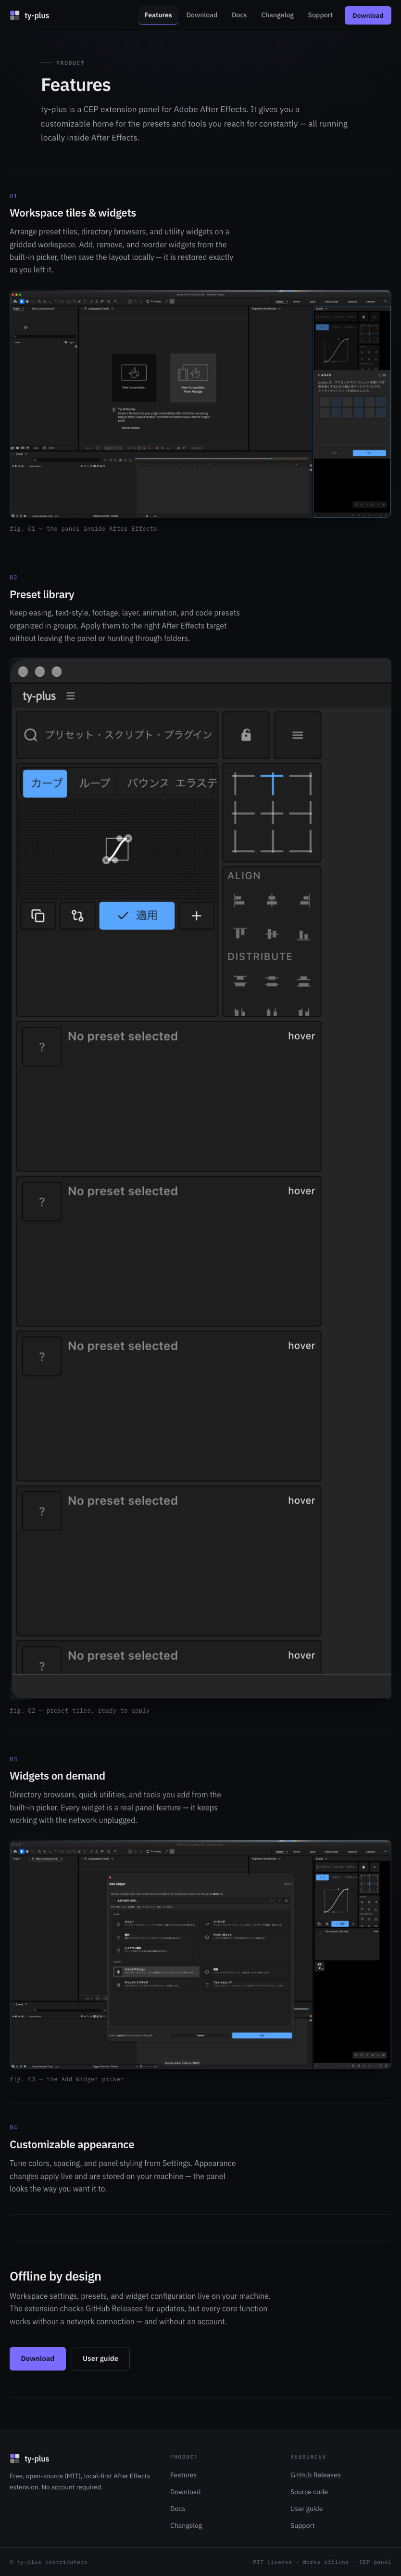 ty-plus
Features
Download
Docs
Changelog
Support
Download
PRODUCT
Features
ty-plus is a CEP extension panel for Adobe After Effects. It gives you a
customizable home for the presets and tools you reach for constantly — all running
locally inside After Effects.
01
Workspace tiles & widgets
Arrange preset tiles, directory browsers, and utility widgets on a
gridded workspace. Add, remove, and reorder widgets from the
built-in picker, then save the layout locally — it is restored exactly
as you left it.
New Composition
New Composition
From Footage
fig. 01 — the panel inside After Effects
02
Preset library
Keep easing, text-style, footage, layer, animation, and code presets
organized in groups. Apply them to the right After Effects target
without leaving the panel or hunting through folders.
ty-plus
プリセット・スクリプト・プラグイン
カーブ
ループ
バウンス
エラステ
適用
ALIGN
DISTRIBUTE
?
No preset selected
hover
?
No preset selected
hover
?
No preset selected
hover
?
No preset selected
hover
?
No preset selected
hover
fig. 02 — preset tiles, ready to apply
03
Widgets on demand
Directory browsers, quick utilities, and tools you add from the
built-in picker. Every widget is a real panel feature — it keeps
working with the network unplugged.
Add widget
Cancel
fig. 03 — the Add Widget picker
04
Customizable appearance
Tune colors, spacing, and panel styling from Settings. Appearance
changes apply live and are stored on your machine — the panel
looks the way you want it to.
Offline by design
Workspace settings, presets, and widget configuration live on your machine.
The extension checks GitHub Releases for updates, but every core function
works without a network connection — and without an account.
Download
User guide
ty-plus
Free, open-source (MIT), local-first After Effects
extension. No account required.
PRODUCT
Features
Download
Docs
Changelog
RESOURCES
GitHub Releases
Source code
User guide
Support
© ty-plus contributors
MIT License · Works offline · CEP panel